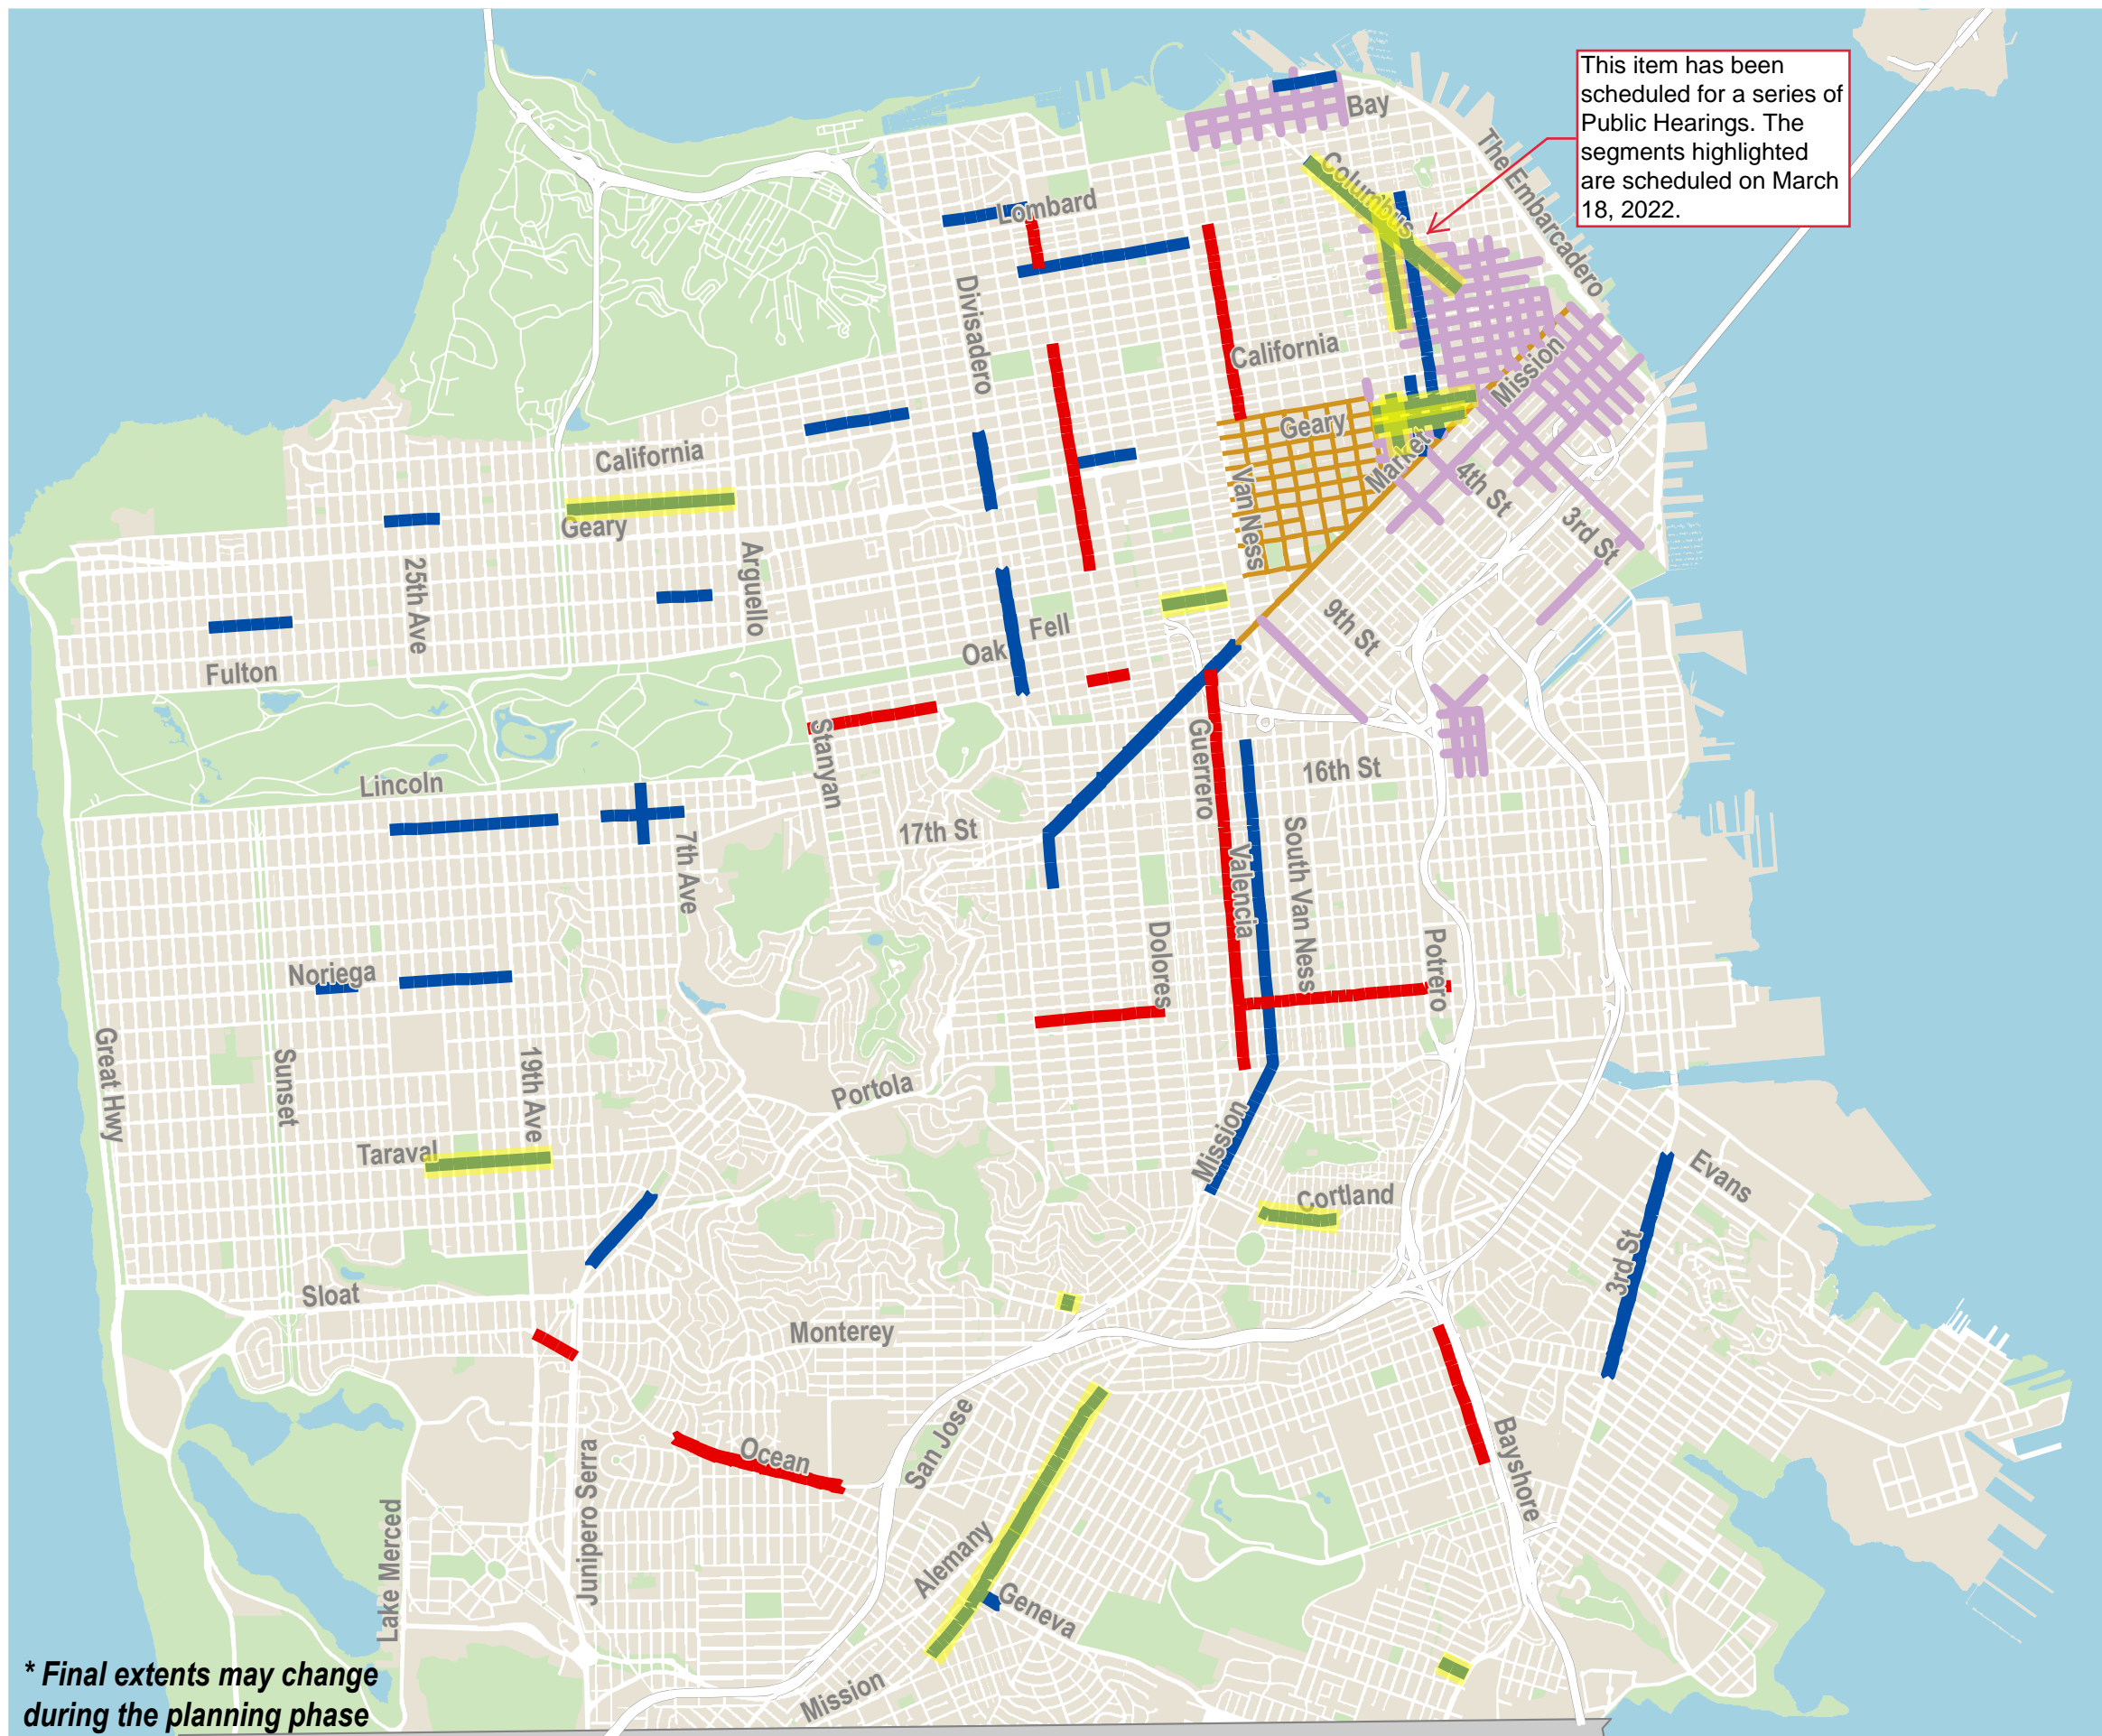 This item has been
scheduled for a series of
Public Hearings. The
segments highlighted
are scheduled on March
18, 2022.
Bay
The Embarcadero
Columbus
Lombard
Divisadero
California
Mission
Geary
California
Market
4th St
Van Ness
3rd St
Geary
25th Ave
Arguello
9th St
Fell
Oak
Fulton
Stanyan
Guerrero
16th St
Lincoln
17th St
7th Ave
Valencia
South Van Ness
Dolores
Potrero
Noriega
Great Hwy
Sunset
19th Ave
Portola
Mission
Taraval
Evans
Cortland
3rd St
Sloat
Monterey
San Jose
Ocean
Bayshore
Juniper Serra
Lake Merced
Alemany
Geneva
Mission
* Final extents may change
during the planning phase